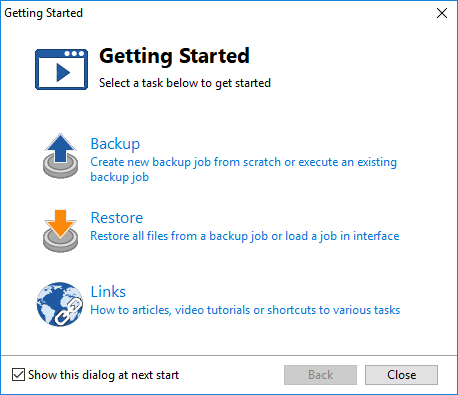 Getting Started
Getting Started
Select a task below to get started
Backup
Create new backup job from scratch or execute an existing
backup job
Restore
Restore all files from a backup job or load a job in interface
Links
How to articles, video tutorials or shortcuts to various tasks
Show this dialog at next start
Back
Close